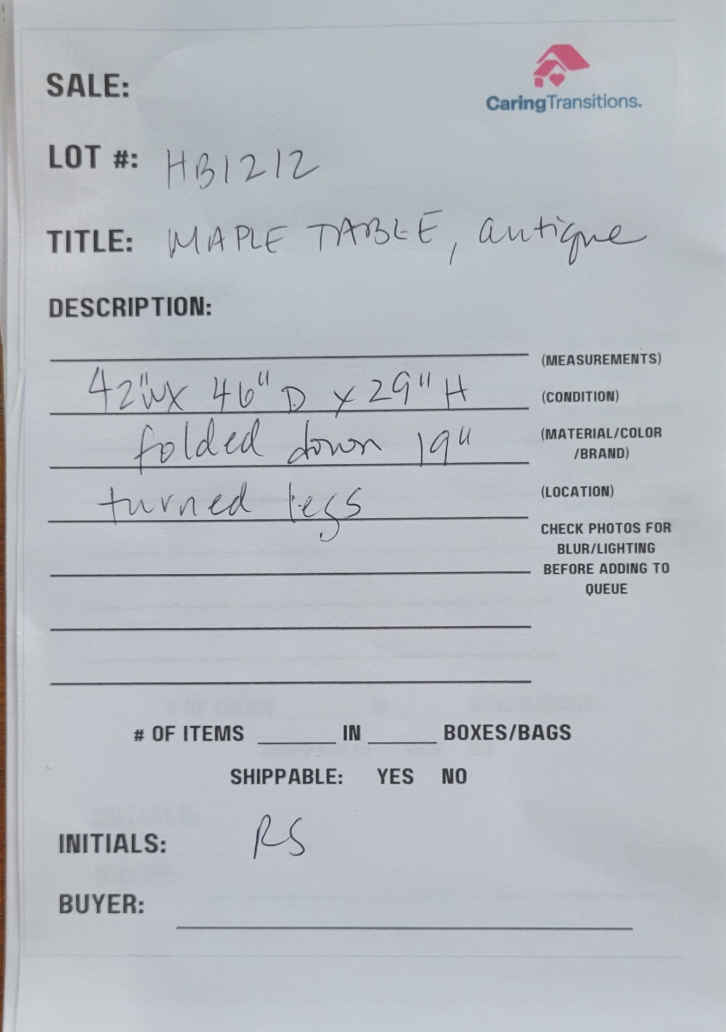 SALE:
CaringTransitions.
LOT #: HB1212
TITLE: MAPLE TABLE, antique
DESCRIPTION:
(MEASUREMENTS)
42"W x 46" D x 29" H
(CONDITION)
folded down 19"
(MATERIAL/COLOR
/BRAND)
turned legs
(LOCATION)
CHECK PHOTOS FOR
BLUR/LIGHTING
BEFORE ADDING TO
QUEUE
# OF ITEMS ______ IN ______ BOXES/BAGS
SHIPPABLE: YES NO
INITIALS: RS
BUYER: